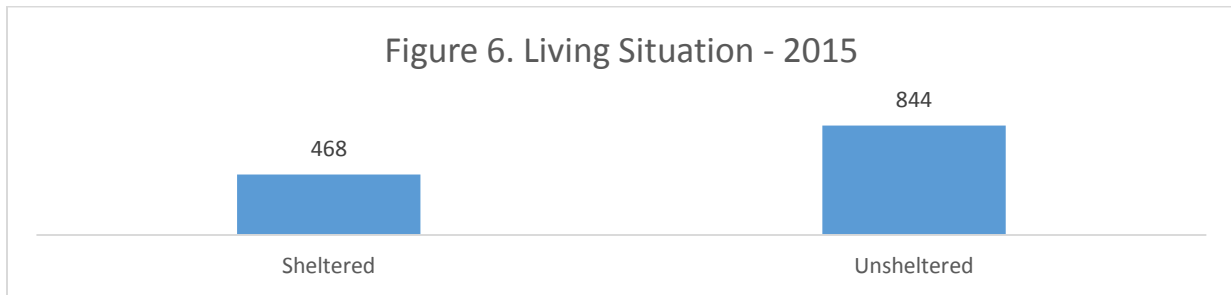 Figure 6. Living Situation - 2015
844
468
Sheltered
Unsheltered